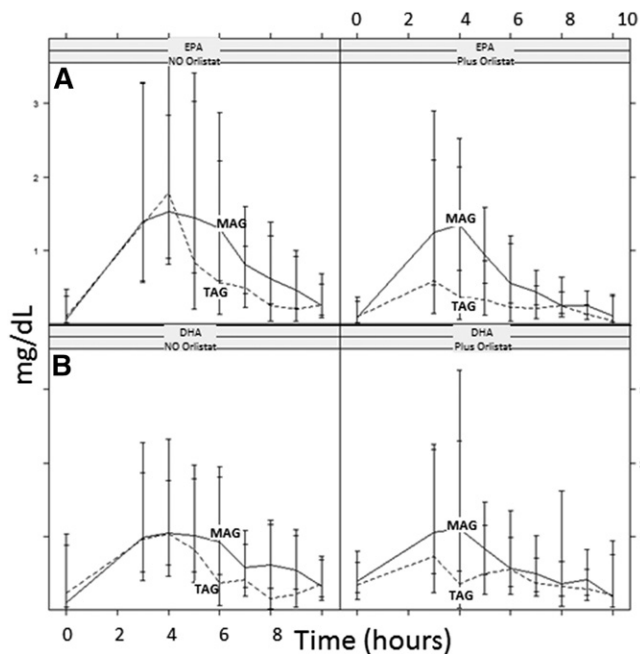 0 2 4 6 8 10
EPA EPA
A NO Orlistat Plus Orlistat
3
2
MAG MAG
1
TAG TAG
mg/dL
DHA DHA
B NO Orlistat Plus Orlistat
MAG MAG
TAG TAG
0 2 4 6 8 Time (hours)